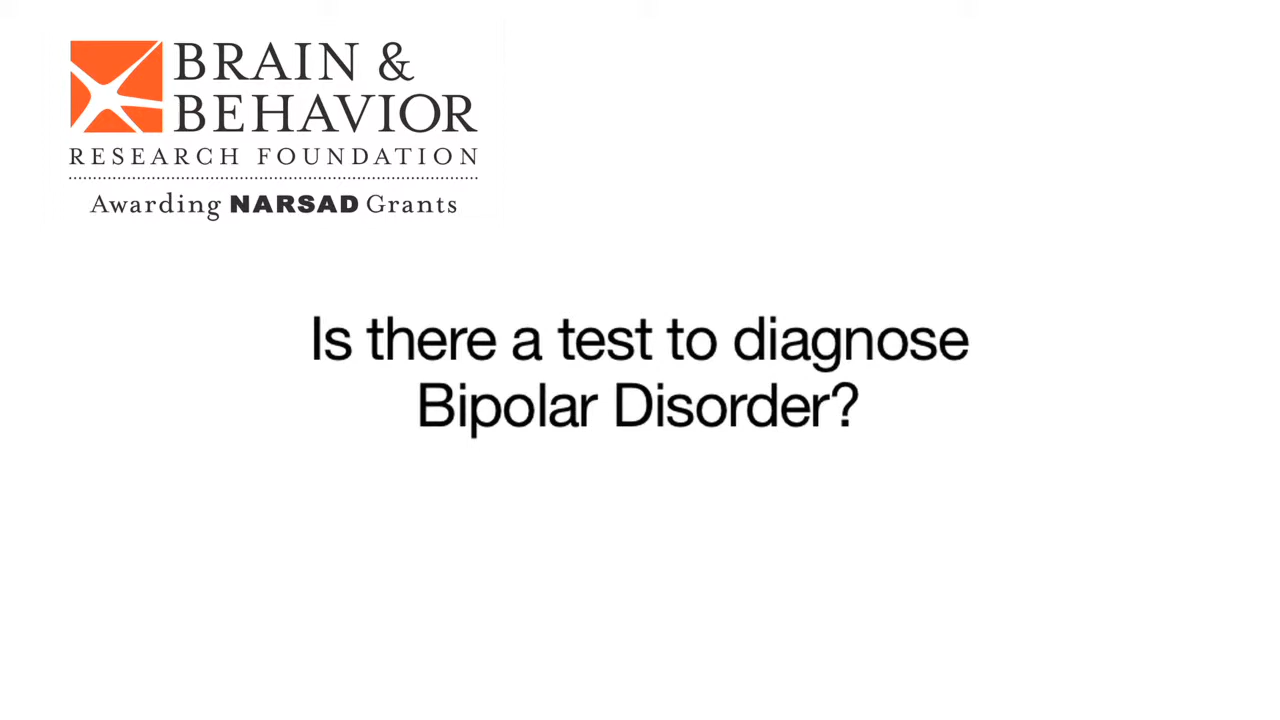 BRAIN &
BEHAVIOR
RESEARCH FOUNDATION
Awarding NARSAD Grants
Is there a test to diagnose
Bipolar Disorder?